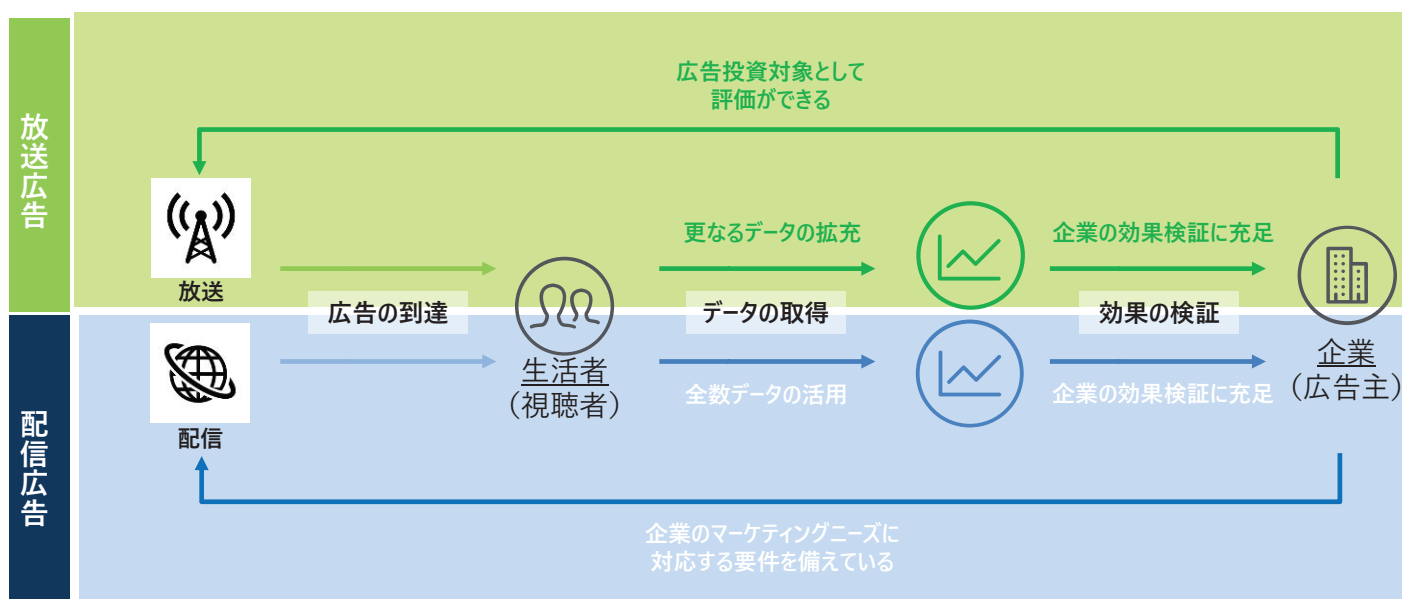 放送広告
広告投資対象として
評価ができる
放送
更なるデータの拡充
企業の効果検証に充足
広告の到達
データの取得
効果の検証
配信広告
配信
生活者
（視聴者）
全数データの活用
企業の効果検証に充足
企業
（広告主）
企業のマーケティングニーズに
対応する要件を備えている